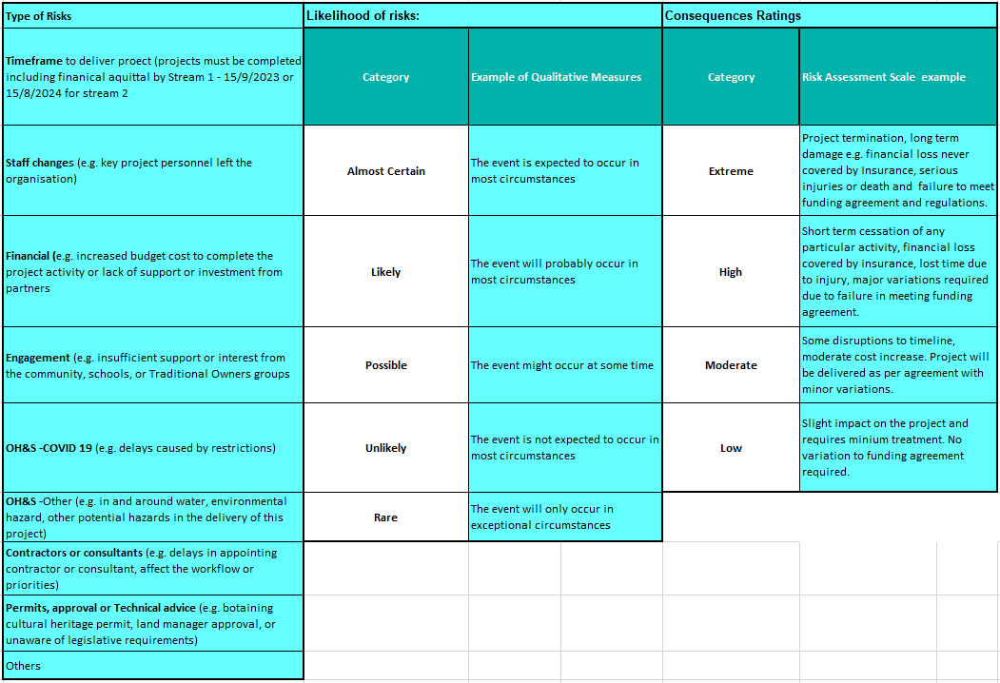 Type of Risks
Likelihood of risks:
Consequences Ratings
Timeframe to deliver proect (projects must be completed
including finanical aquittal by Stream 1 - 15/9/2023 or
15/8/2024 for stream 2
Category
Example of Qualitative Measures
Category
Risk Assessment Scale  example
Staff changes (e.g. key project personnel left the
organisation)
Almost Certain
The event is expected to occur in
most circumstances
Extreme
Project termination, long term
damage e.g. financial loss never
covered by Insurance, serious
injuries or death and  failure to meet
funding agreement and regulations.
Financial (e.g. increased budget cost to complete the
project activity or lack of support or investment from
partners
Likely
The event will probably occur in
most circumstances
High
Short term cessation of any
particular activity, financial loss
covered by insurance, lost time due
to injury, major variations required
due to failure in meeting funding
agreement.
Engagement (e.g. insufficient support or interest from
the community, schools, or Traditional Owners groups
Possible
The event might occur at some time
Moderate
Some disruptions to timeline,
moderate cost increase. Project will
be delivered as per agreement with
minor variations.
OH&S -COVID 19 (e.g. delays caused by restrictions)
Unlikely
The event is not expected to occur in
most circumstances
Low
Slight impact on the project and
requires minium treatment. No
variation to funding agreement
required.
OH&S -Other (e.g. in and around water, environmental
hazard, other potential hazards in the delivery of this
project)
Rare
The event will only occur in
exceptional circumstances
Contractors or consultants (e.g. delays in appointing
contractor or consultant, affect the workflow or
priorities)
Permits, approval or Technical advice (e.g. botaining
cultural heritage permit, land manager approval, or
unaware of legislative requirements)
Others